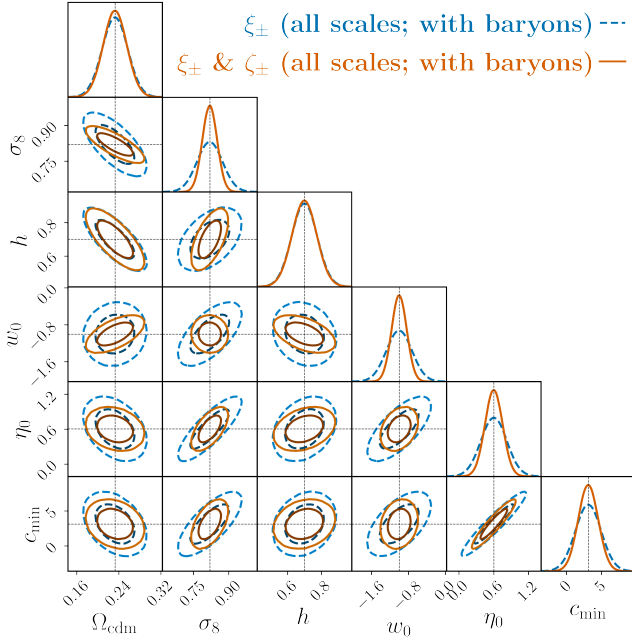 ξ± (all scales; with baryons)
ξ± & ζ± (all scales; with baryons)
σ8
0.90
0.75
h
0.8
0.6
w0
0.0
−0.8
−1.6
η0
1.2
0.6
0.0
cmin
5
0
0.16 0.24 0.32 0.75 0.90 0.6 0.8 −1.6 −0.8 0.0 0.0 0.6 1.2 0 5
Ωcdm σ8 h w0 η0 cmin